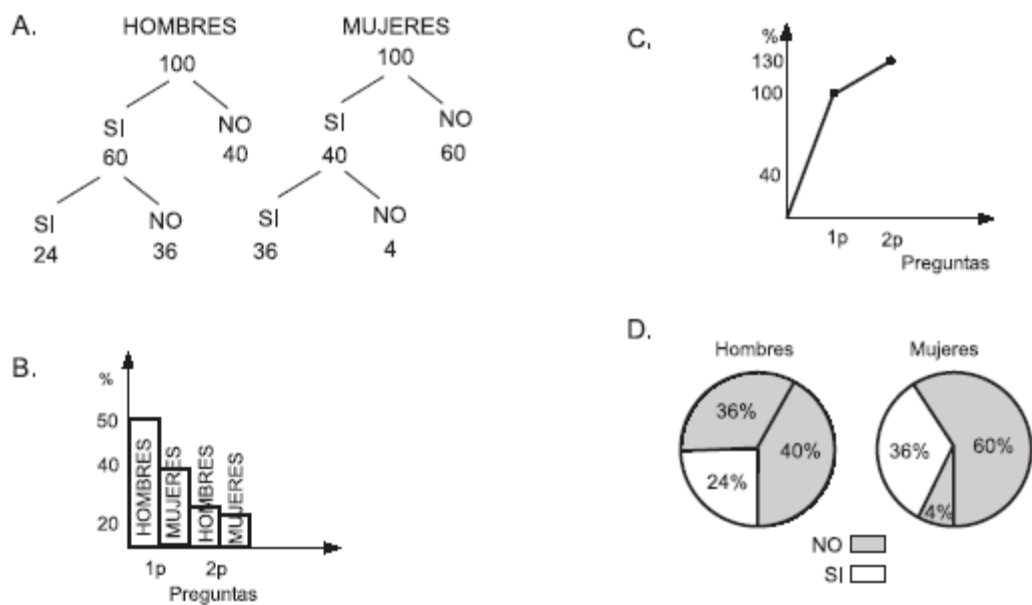 A.
HOMBRES MUJERES
100 100
SI NO SI NO
60 40 40 60
SI NO SI NO
24 36 36 4
B.
%
50
40
20
HOMBRES
MUJERES
HOMBRES
MUJERES
1p 2p
Preguntas
C.
%
130
100
40
1p 2p
Preguntas
D.
Hombres Mujeres
36% 40% 24%
36% 60% 4%
NO
SI